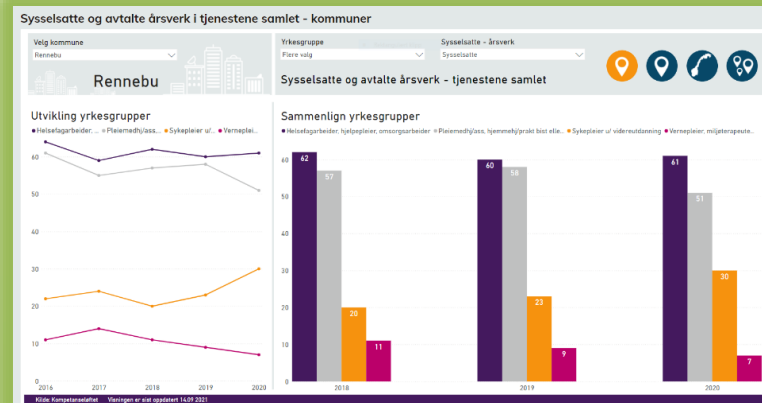 Sysselsatte og avtalte årsverk i tjenestene samlet - kommuner
Velg kommune
Rennebu
Rennebu
Yrkesgruppe
Flere valg
Sysselsatte - årsverk
Sysselsatte
Sysselsatte og avtalte årsverk - tjenestene samlet
Utvikling yrkesgrupper
Helsefagarbeider, ... Pleiemedhj/ass... Sykepleier u/... Vernepleі...
60
50
40
30
20
10
0
2016 2017 2018 2019 2020
Sammenlign yrkesgrupper
Helsefagarbeider, hjelpepleier, omsorgsarbeider Pleiemedhj/ass, hjemmehj/prakt bist elle... Sykepleier u/ videreutdanning Vernepleier, miljøterapeute...
60
50
40
30
20
10
0
62 57 20 11
60 58 23 9
61 51 30 7
2018 2019 2020
Kilde: Kompetanseløftet Visningen er sist oppdatert 14.09 2021